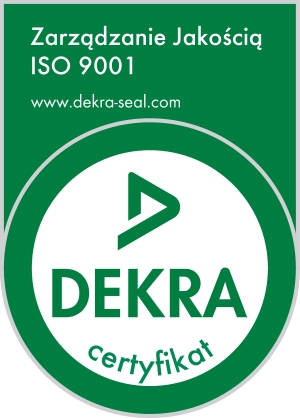 Zarządzanie Jakością
ISO 9001
www.dekra-seal.com
DEKRA
certyfikat